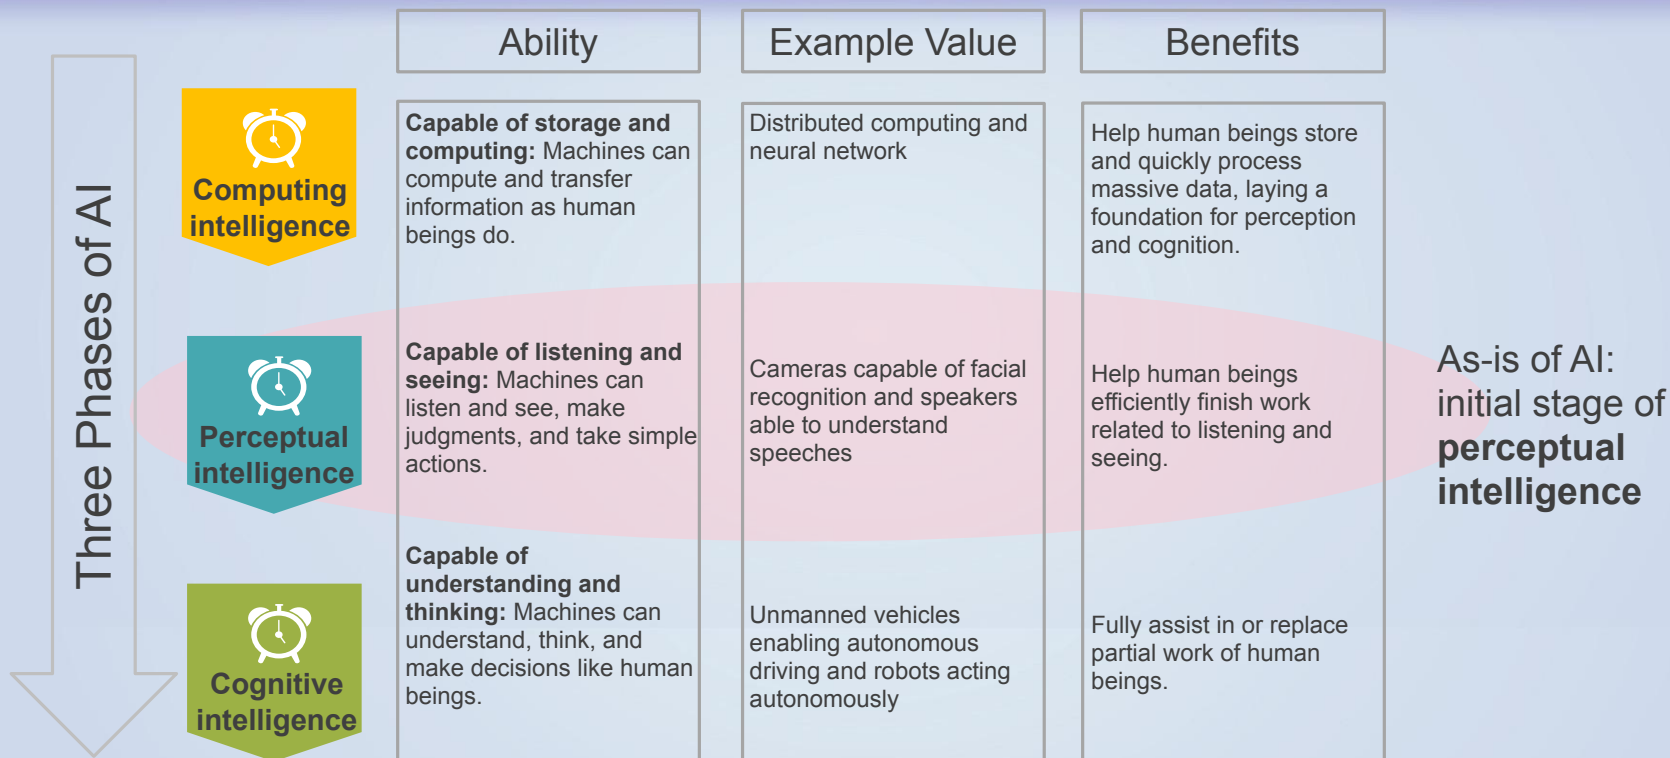 Ability
Example Value
Benefits
Three Phases of AI
Computing
intelligence
Capable of storage and
computing: Machines can
compute and transfer
information as human
beings do.
Distributed computing and
neural network
Help human beings store
and quickly process
massive data, laying a
foundation for perception
and cognition.
Perceptual
intelligence
Capable of listening and
seeing: Machines can
listen and see, make
judgments, and take simple
actions.
Cameras capable of facial
recognition and speakers
able to understand
speeches
Help human beings
efficiently finish work
related to listening and
seeing.
As-is of AI:
initial stage of
perceptual
intelligence
Cognitive
intelligence
Capable of
understanding and
thinking: Machines can
understand, think, and
make decisions like human
beings.
Unmanned vehicles
enabling autonomous
driving and robots acting
autonomously
Fully assist in or replace
partial work of human
beings.